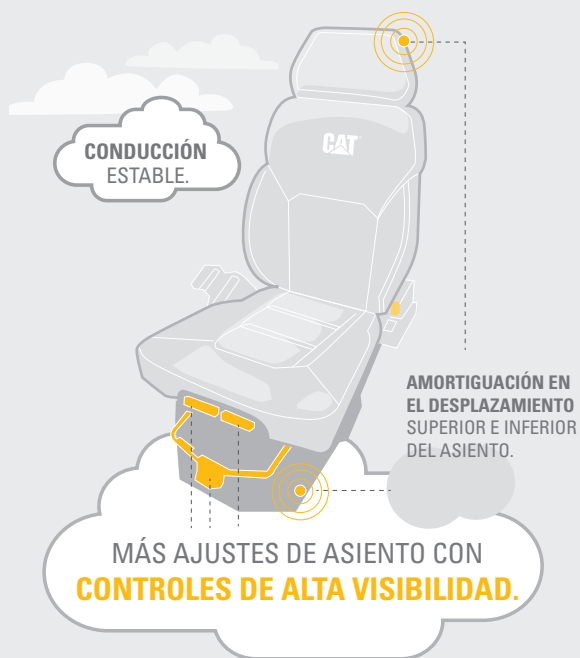 CAT
CONDUCCIÓN
ESTABLE.
AMORTIGUACIÓN EN
EL DESPLAZAMIENTO
SUPERIOR E INFERIOR
DEL ASIENTO.
MÁS AJUSTES DE ASIENTO CON
CONTROLES DE ALTA VISIBILIDAD.